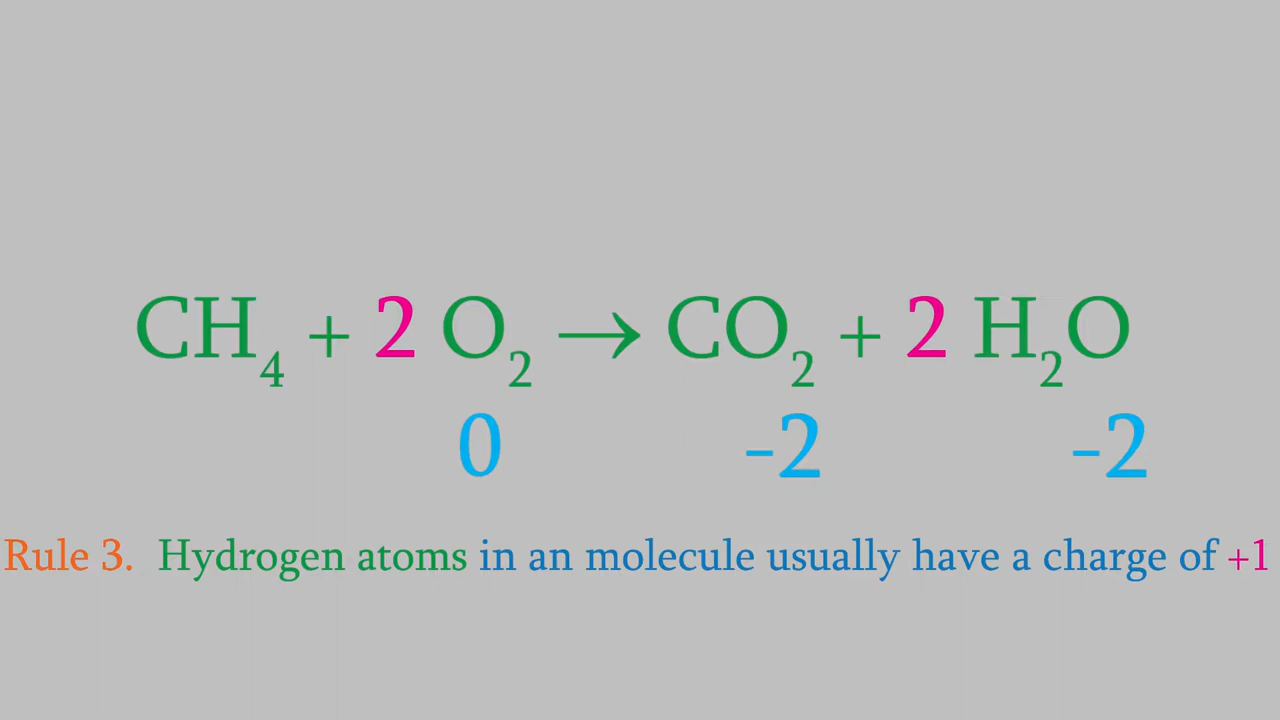 CH₄ + 2 O₂ → CO₂ + 2 H₂O
0 -2 -2
Rule 3. Hydrogen atoms in an molecule usually have a charge of +1